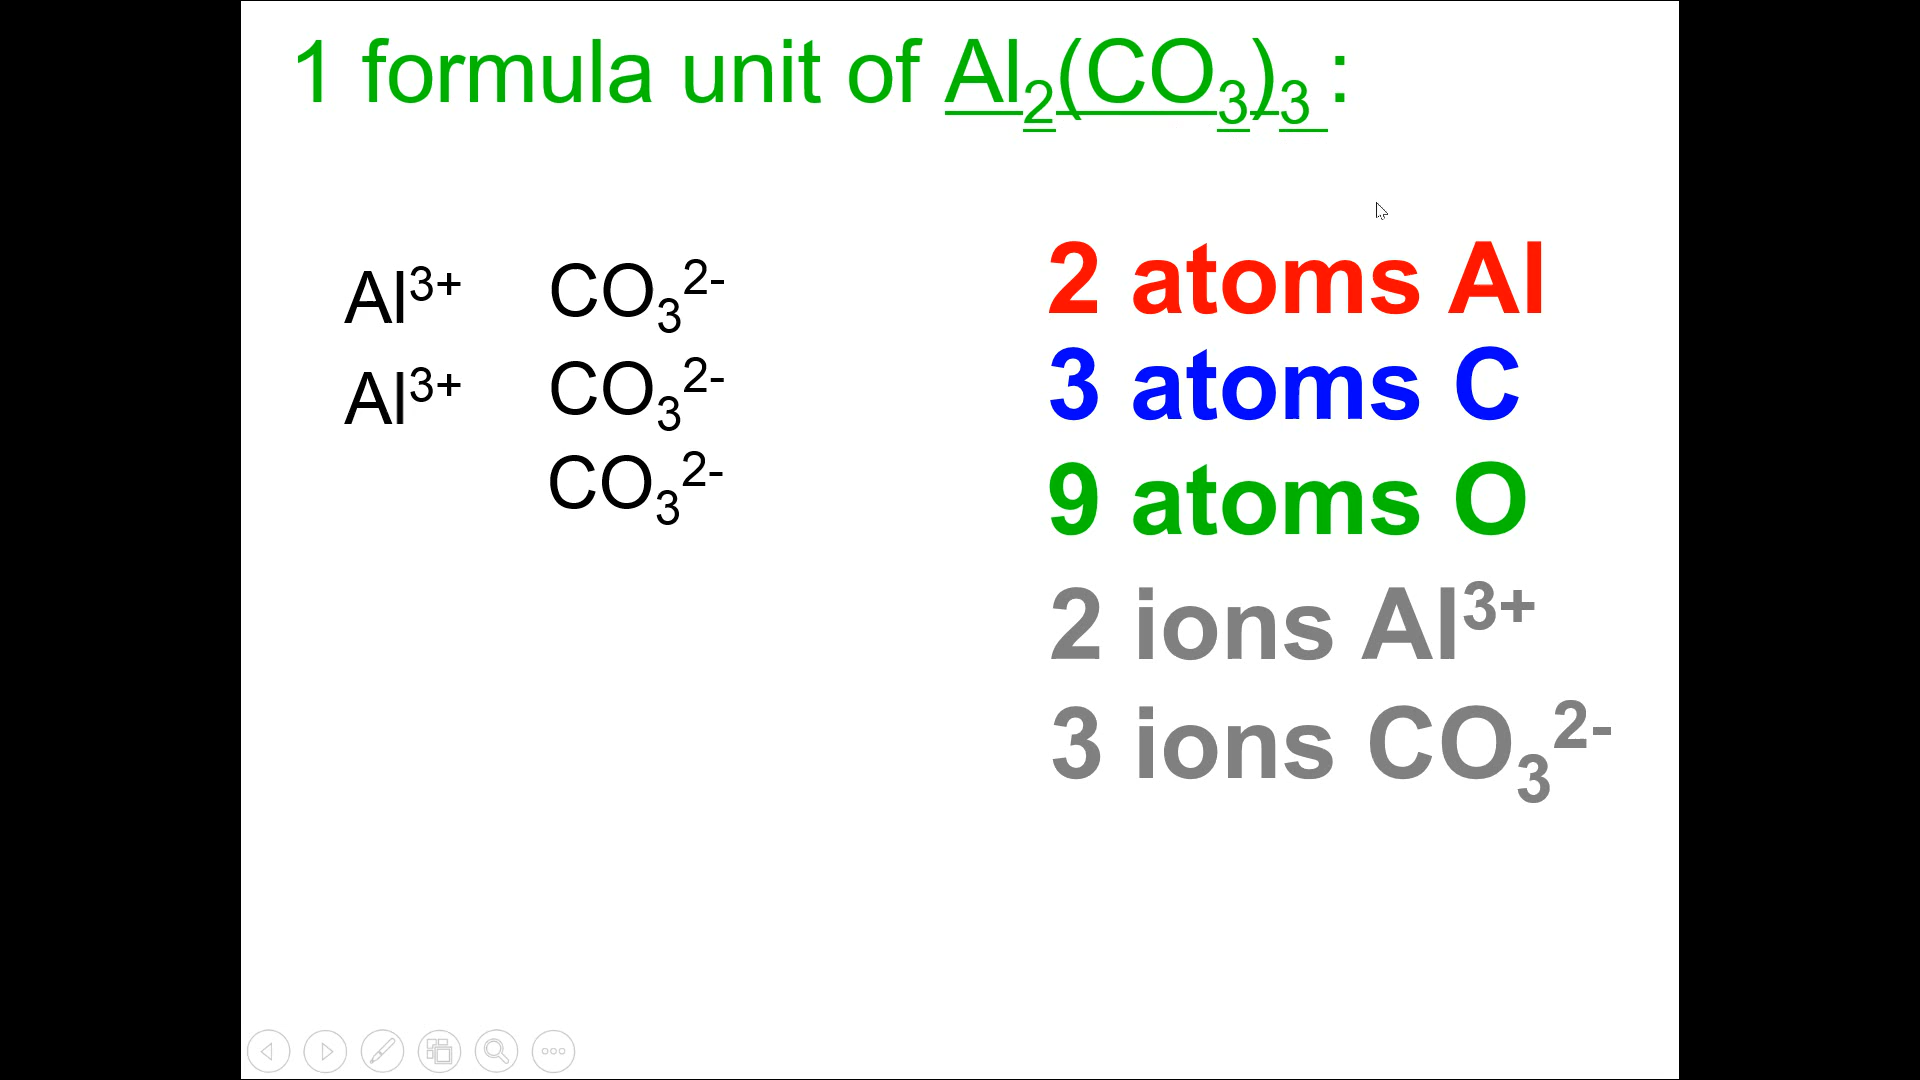 1 formula unit of Al₂(CO₃)₃ :
Al³⁺ CO₃²⁻
Al³⁺ CO₃²⁻
CO₃²⁻
2 atoms Al
3 atoms C
9 atoms O
2 ions Al³⁺
3 ions CO₃²⁻